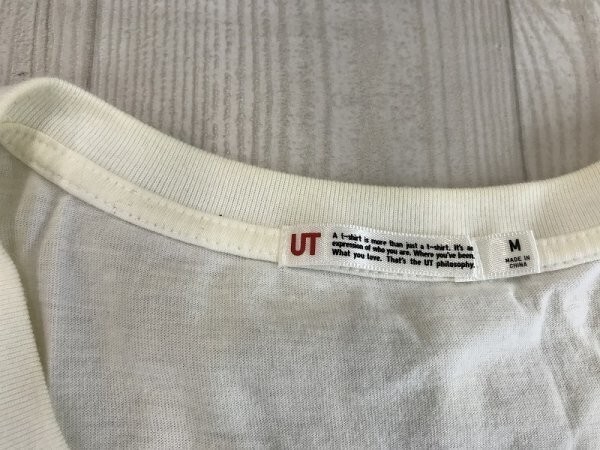 UT
A t-shirt is more than just a t-shirt. It's an
expression of who you are. Where you've been.
What you love. That's the UT philosophy.
M
MADE IN
CHINA